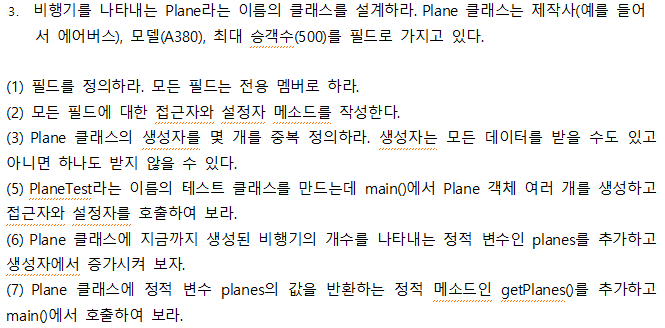 3. 비행기를 나타내는 Plane라는 이름의 클래스를 설계하라. Plane 클래스는 제작사(예를 들어
서 에어버스), 모델(A380), 최대 승객수(500)를 필드로 가지고 있다.
(1) 필드를 정의하라. 모든 필드는 전용 멤버로 하라.
(2) 모든 필드에 대한 접근자와 설정자 메소드를 작성한다.
(3) Plane 클래스의 생성자를 몇 개를 중복 정의하라. 생성자는 모든 데이터를 받을 수도 있고
아니면 하나도 받지 않을 수 있다.
(5) PlaneTest라는 이름의 테스트 클래스를 만드는데 main()에서 Plane 객체 여러 개를 생성하고
접근자와 설정자를 호출하여 보라.
(6) Plane 클래스에 지금까지 생성된 비행기의 개수를 나타내는 정적 변수인 planes를 추가하고
생성자에서 증가시켜 보자.
(7) Plane 클래스에 정적 변수 planes의 값을 반환하는 정적 메소드인 getPlanes()를 추가하고
main()에서 호출하여 보라.